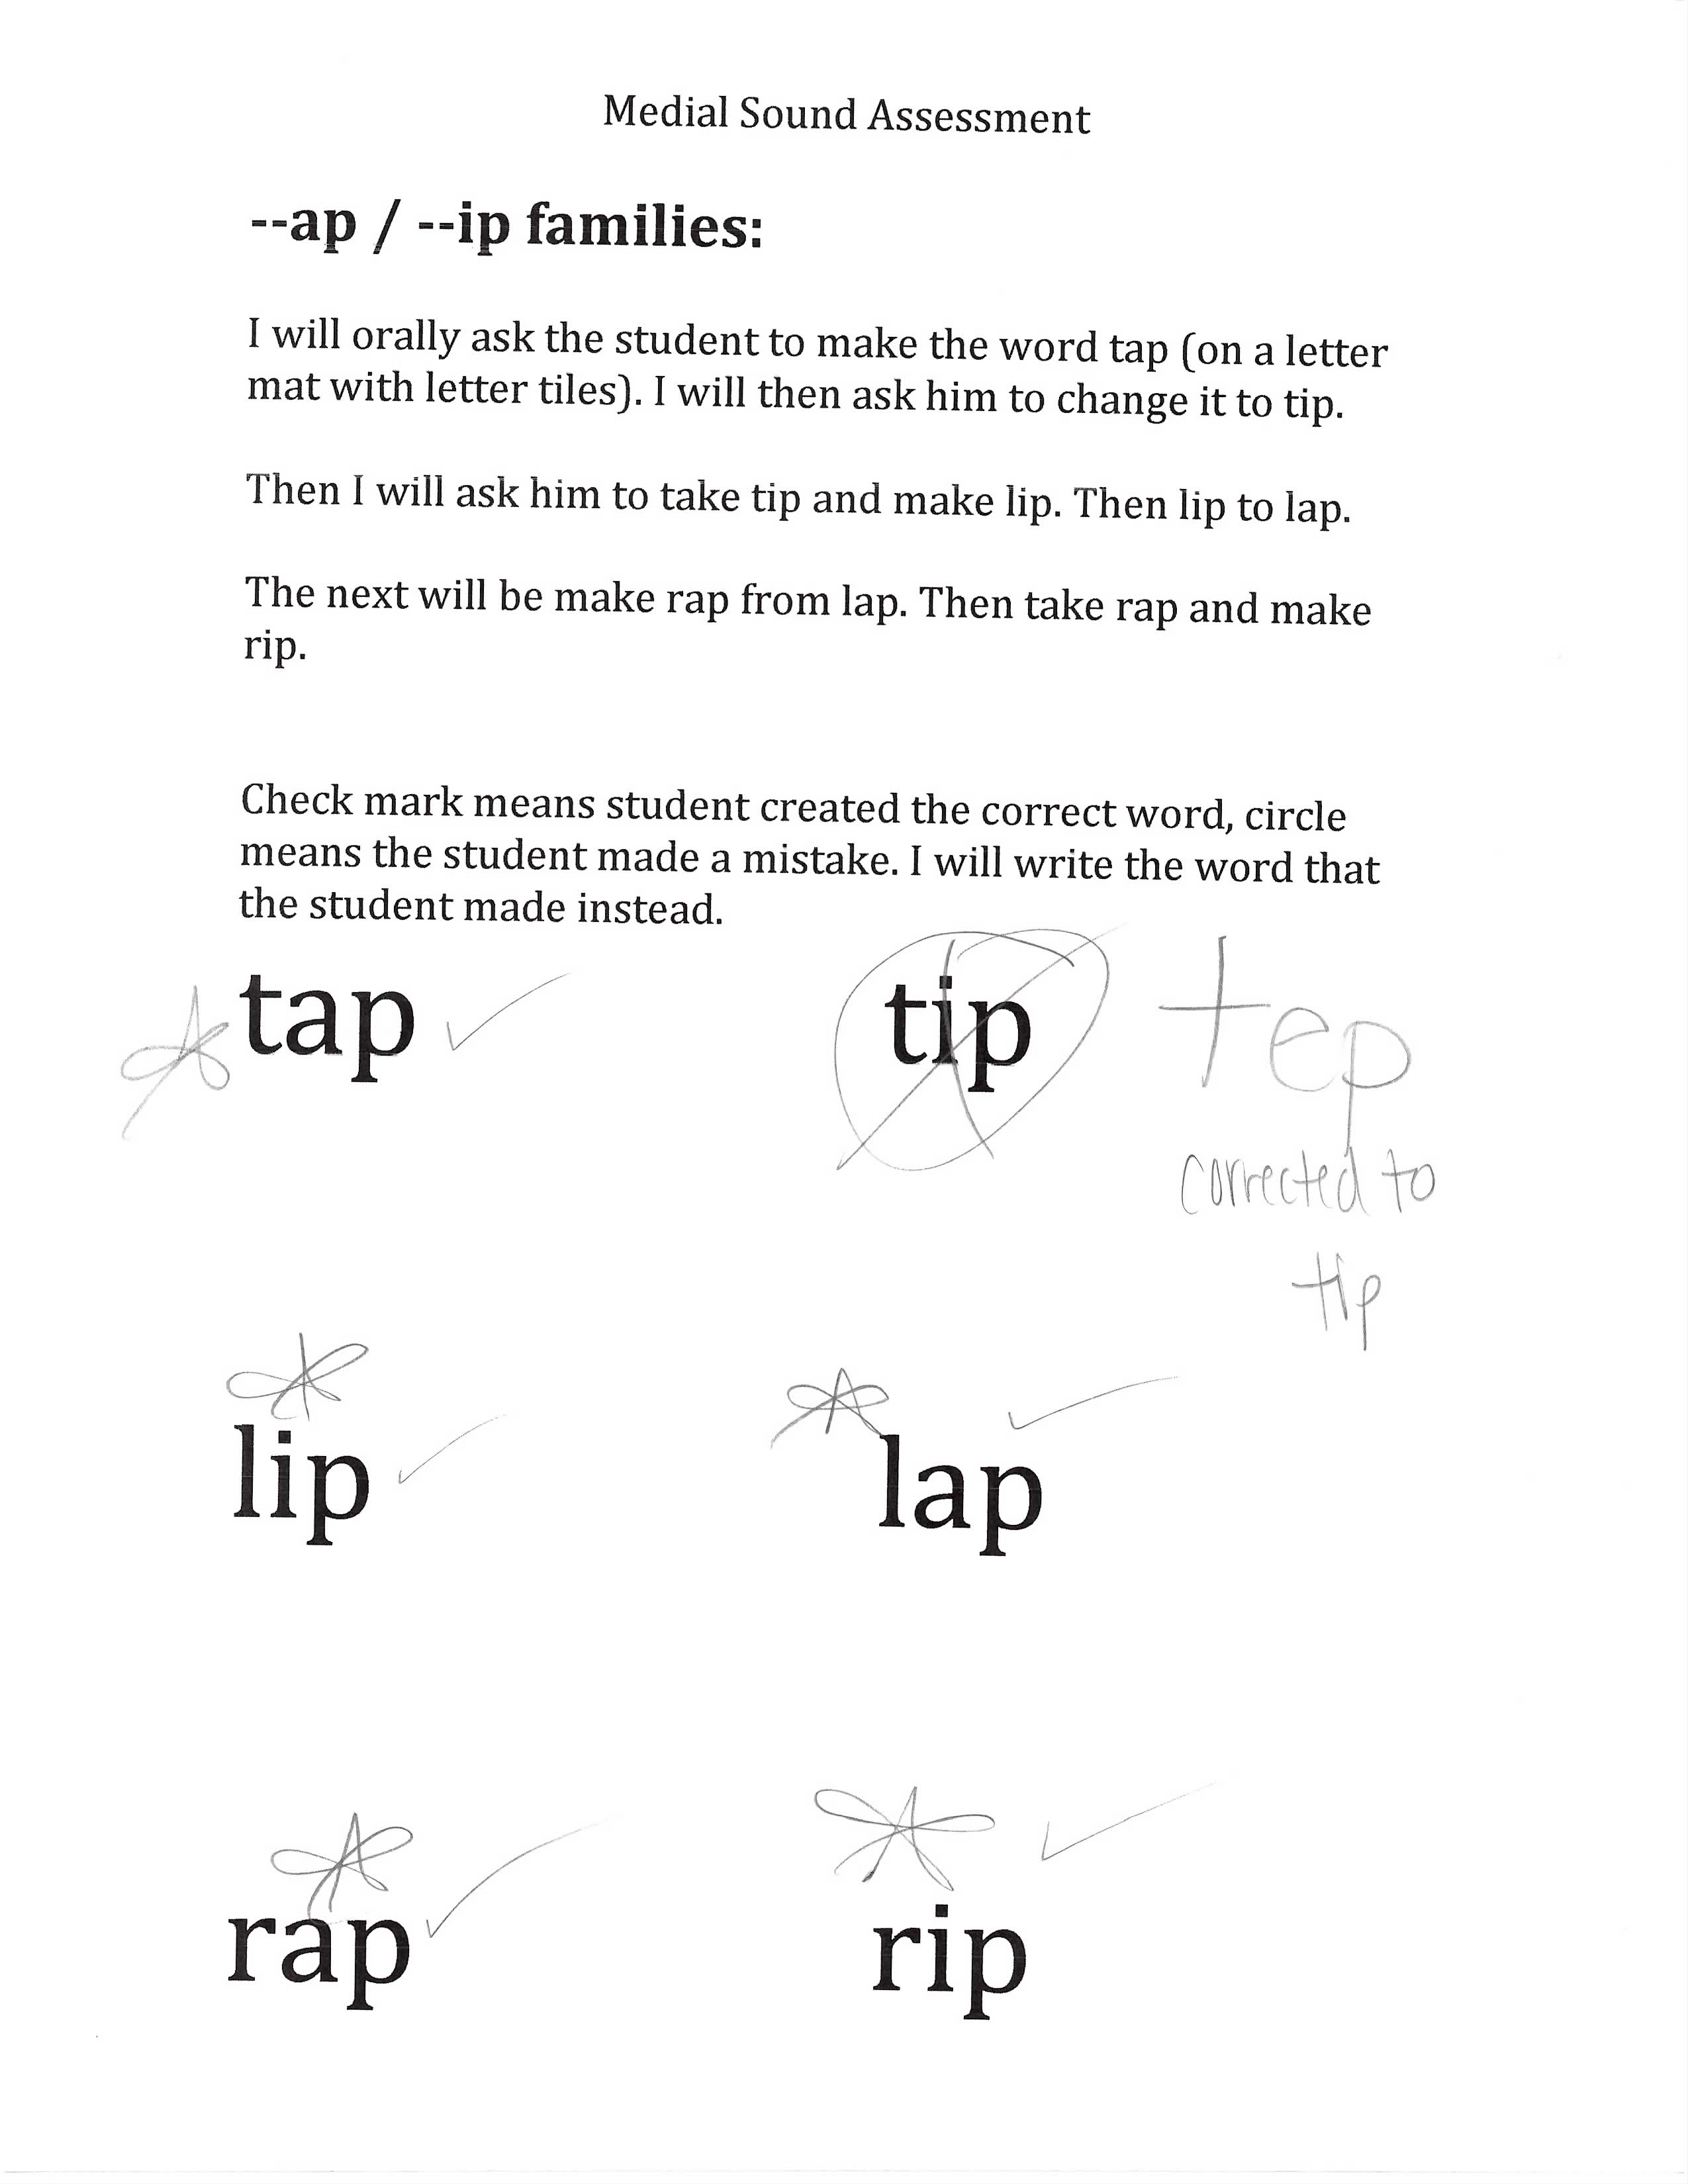 Medial Sound Assessment
--ap / --ip families:
I will orally ask the student to make the word tap (on a letter
mat with letter tiles). I will then ask him to change it to tip.
Then I will ask him to take tip and make lip. Then lip to lap.
The next will be make rap from lap. Then take rap and make
rip.
Check mark means student created the correct word, circle
means the student made a mistake. I will write the word that
the student made instead.
tap ✓ tip tep
corrected to
tip
lip ✓ lap ✓
rap ✓ rip ✓